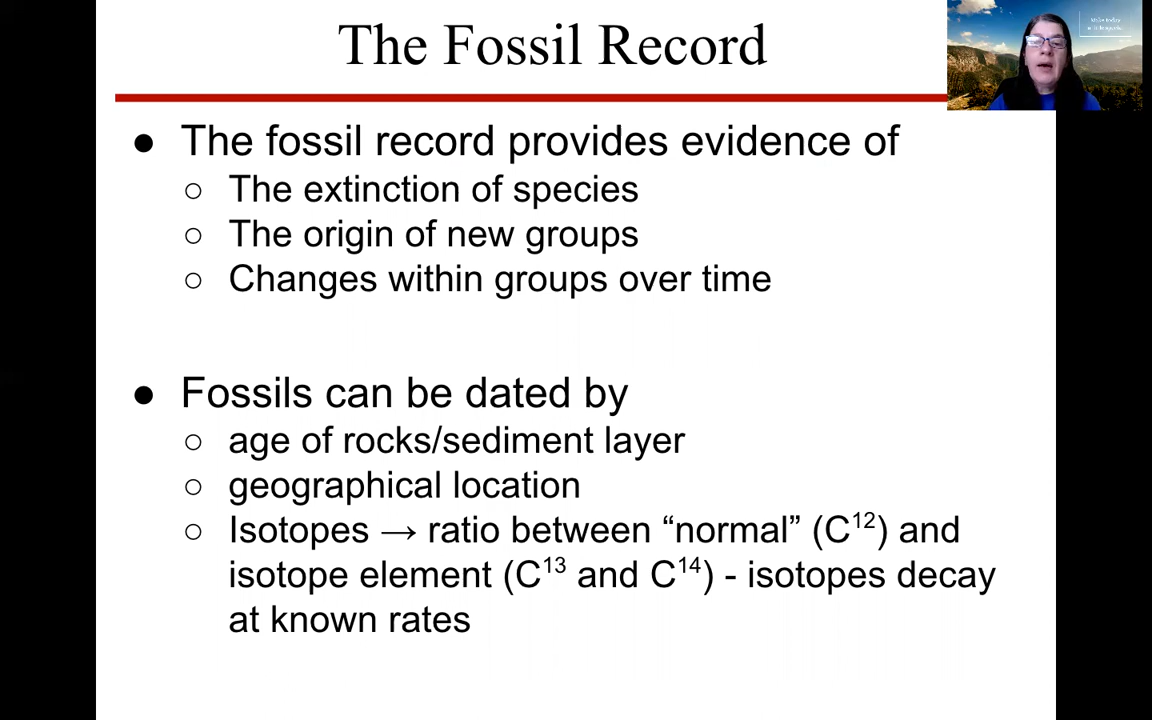 The Fossil Record
● The fossil record provides evidence of
○ The extinction of species
○ The origin of new groups
○ Changes within groups over time
● Fossils can be dated by
○ age of rocks/sediment layer
○ geographical location
○ Isotopes → ratio between “normal” (C¹²) and
isotope element (C¹³ and C¹⁴) - isotopes decay
at known rates